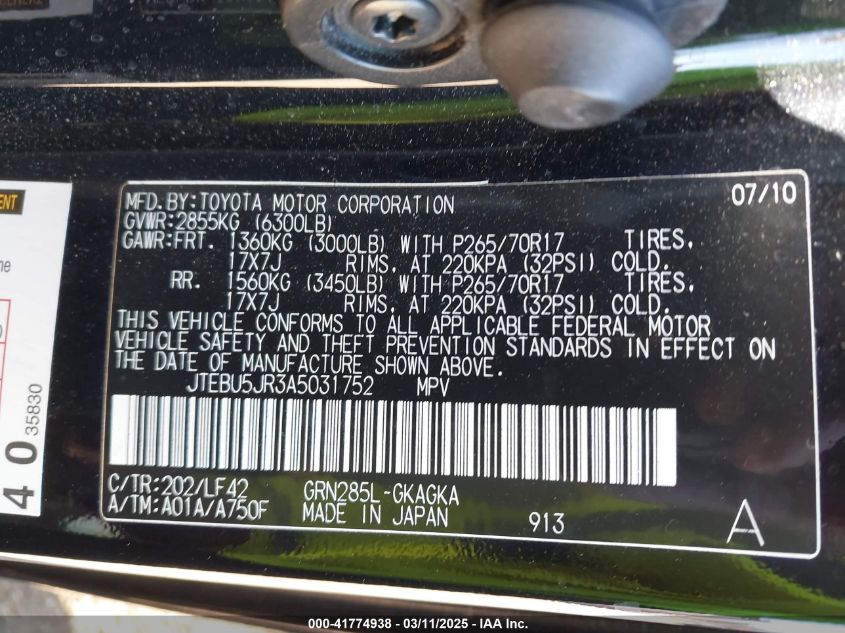 ENT
me
4 0
35830
MFD.BY:TOYOTA MOTOR CORPORATION 07/10
GVWR:2855KG (6300LB)
GAWR:FRT. 1360KG (3000LB) WITH P265/70R17 TIRES.
17X7J RIMS. AT 220KPA (32PSI) COLD.
RR. 1560KG (3450LB) WITH P265/70R17 TIRES.
17X7J RIMS. AT 220KPA (32PSI) COLD.
THIS VEHICLE CONFORMS TO ALL APPLICABLE FEDERAL MOTOR
VEHICLE SAFETY AND THEFT PREVENTION STANDARDS IN EFFECT ON
THE DATE OF MANUFACTURE SHOWN ABOVE.
JTEBU5JR3A5031752 MPV
C/TR:202/LF42 GRN285L-GKAGKA
A/TM:A01A/A750F MADE IN JAPAN 913 A
000-41774938 - 03/11/2025 - IAA Inc.